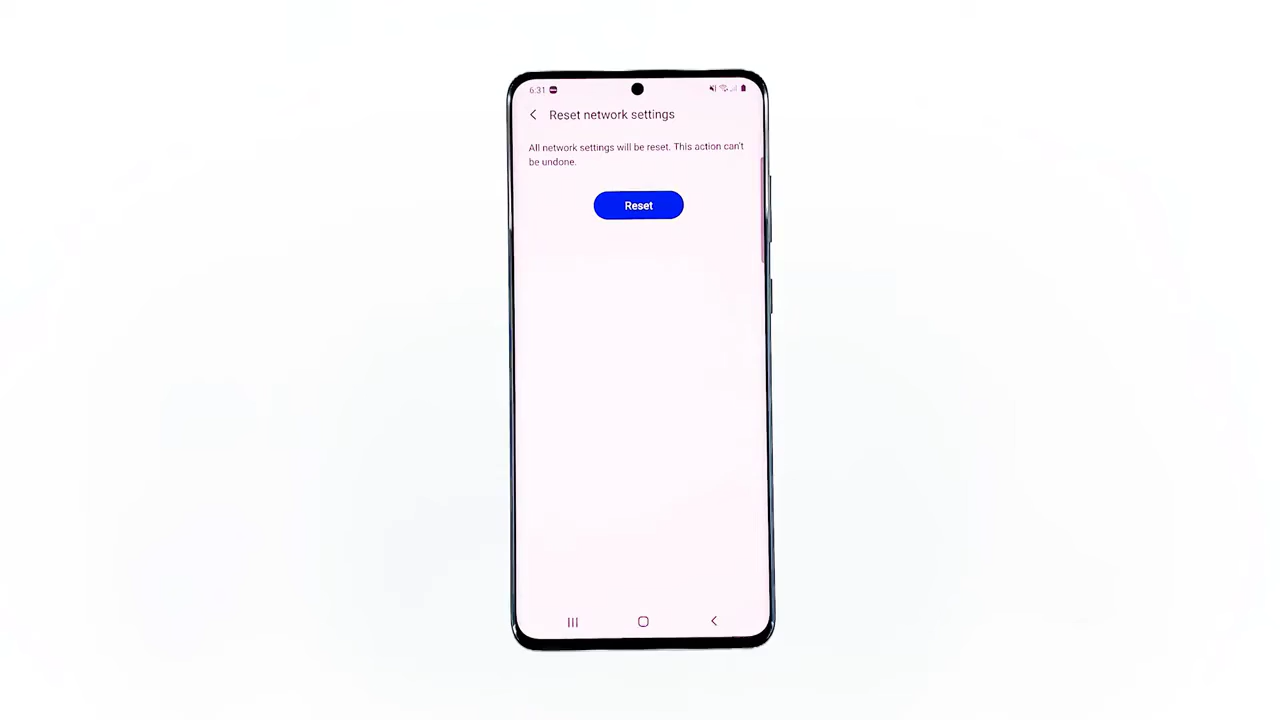 6:31
Reset network settings
All network settings will be reset. This action can't
be undone.
Reset